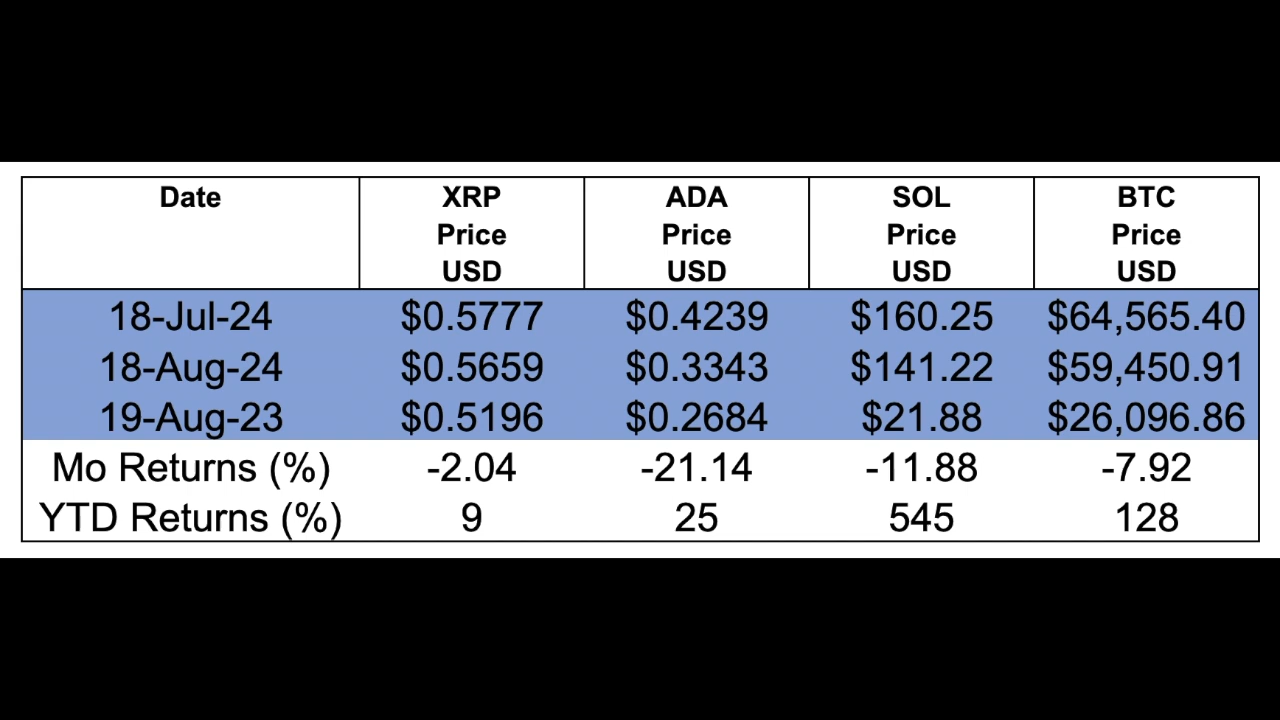 Date XRP Price USD ADA Price USD SOL Price USD BTC Price USD
18-Jul-24 $0.5777 $0.4239 $160.25 $64,565.40
18-Aug-24 $0.5659 $0.3343 $141.22 $59,450.91
19-Aug-23 $0.5196 $0.2684 $21.88 $26,096.86
Mo Returns (%) -2.04 -21.14 -11.88 -7.92
YTD Returns (%) 9 25 545 128